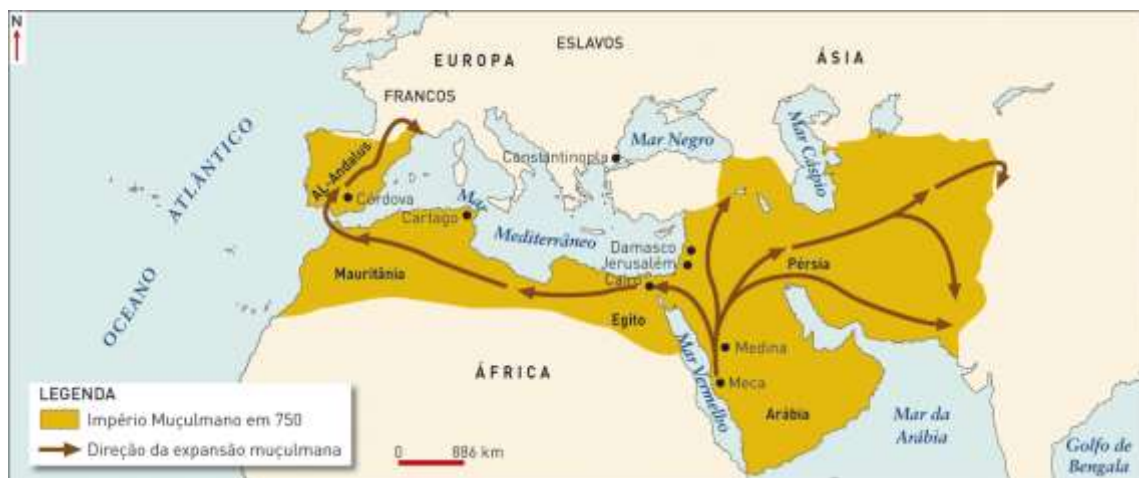 N
ESLAVOS
EUROPA
ÁSIA
FRANCOS
OCEANO ATLÂNTICO
AL-Andalus
Córdova
Cartago
Mar Mediterrâneo
Constantinopla
Mar Negro
Mar Cáspio
Damasco
Jerusalém
Cairo
Mauritânia
Egito
Pérsia
ÁFRICA
Mar Vermelho
Medina
Meca
Arábia
Mar da
Arábia
Golfo de
Bengala
LEGENDA
Império Muçulmano em 750
Direção da expansão muçulmana
0 886 km